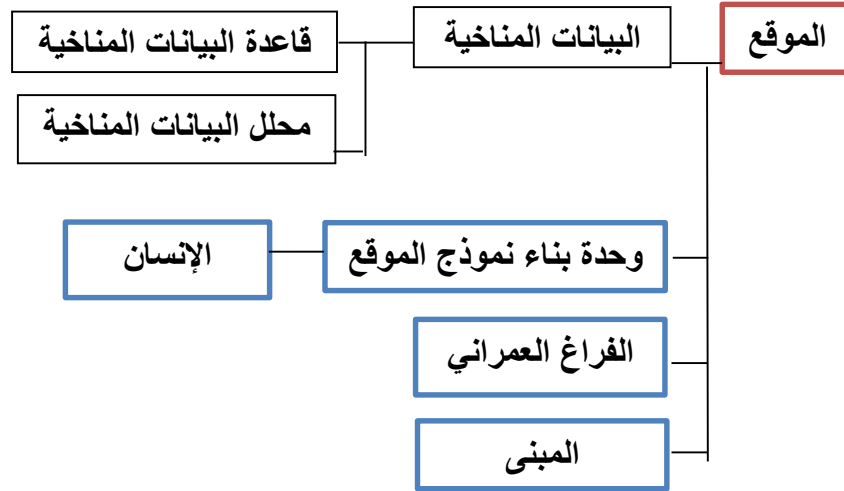 الموقع
البيانات المناخية
قاعدة البيانات المناخية
محلل البيانات المناخية
وحدة بناء نموذج الموقع
الإنسان
الفراغ العمراني
المبنى